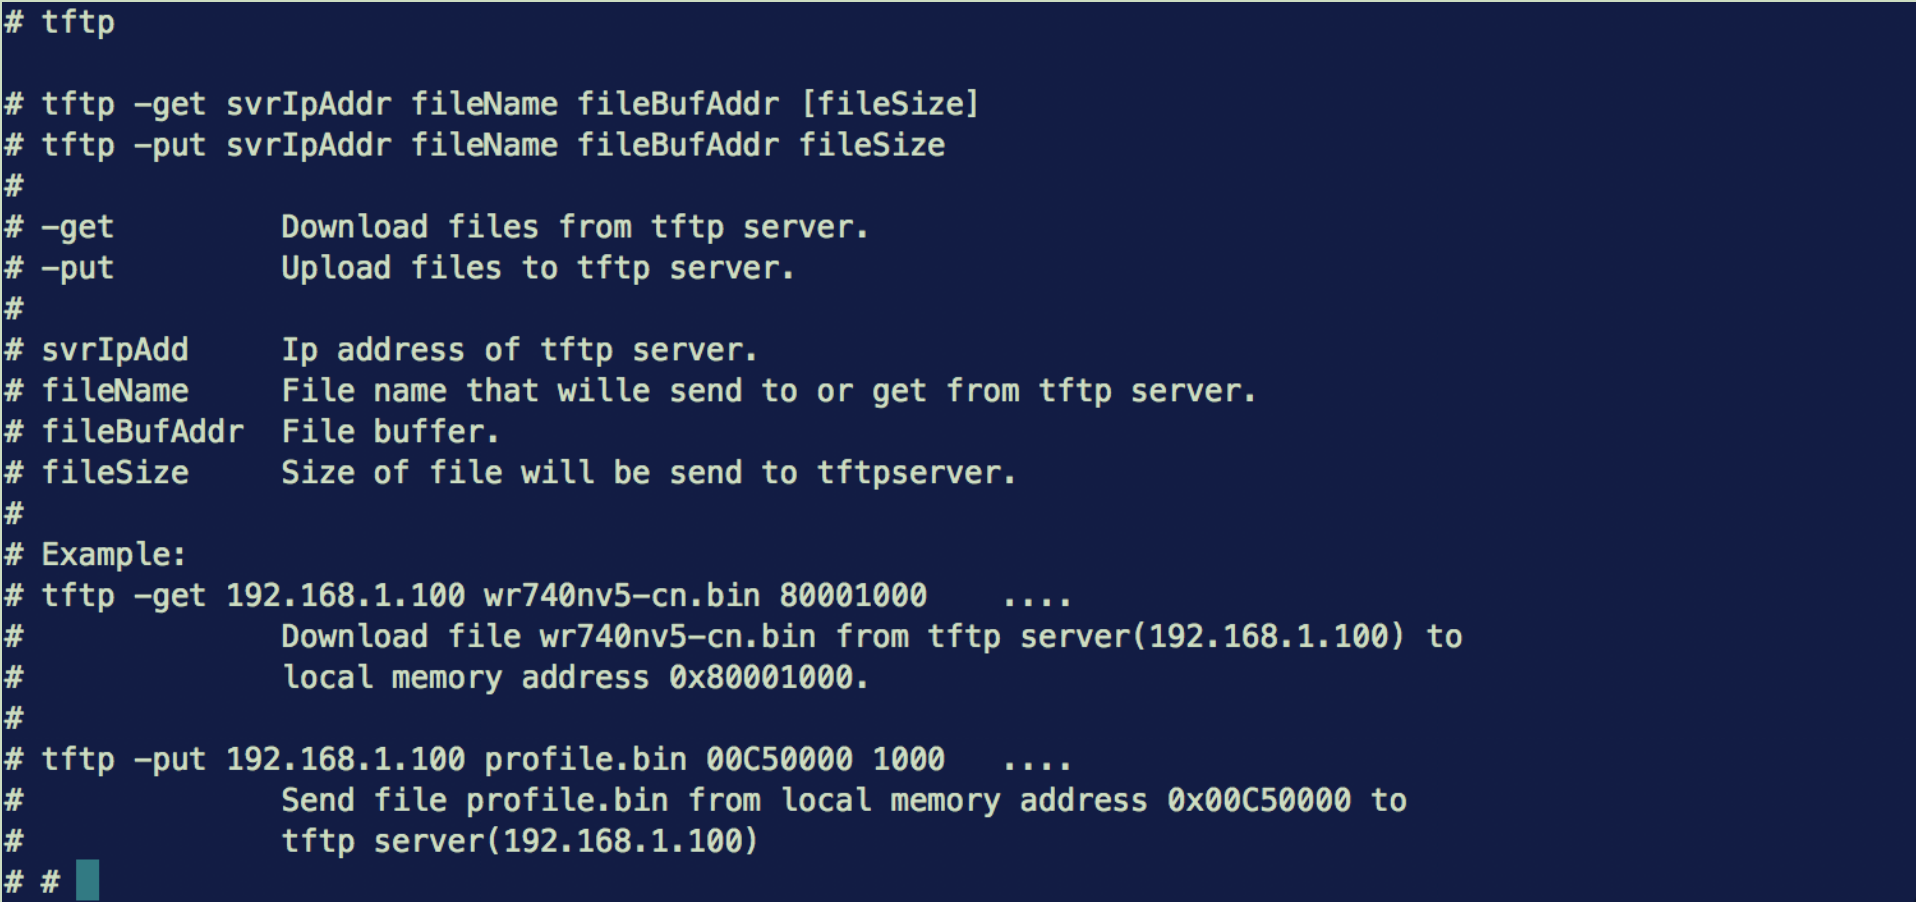 # tftp
# tftp -get svrIpAddr fileName fileBufAddr [fileSize]
# tftp -put svrIpAddr fileName fileBufAddr fileSize
#
# -get         Download files from tftp server.
# -put         Upload files to tftp server.
#
# svrIpAdd     Ip address of tftp server.
# fileName     File name that wille send to or get from tftp server.
# fileBufAddr  File buffer.
# fileSize     Size of file will be send to tftpserver.
#
# Example:
# tftp -get 192.168.1.100 wr740nv5-cn.bin 80001000    ....
#              Download file wr740nv5-cn.bin from tftp server(192.168.1.100) to
#              local memory address 0x80001000.
#
# tftp -put 192.168.1.100 profile.bin 00C50000 1000   ....
#              Send file profile.bin from local memory address 0x00C50000 to
#              tftp server(192.168.1.100)
# #